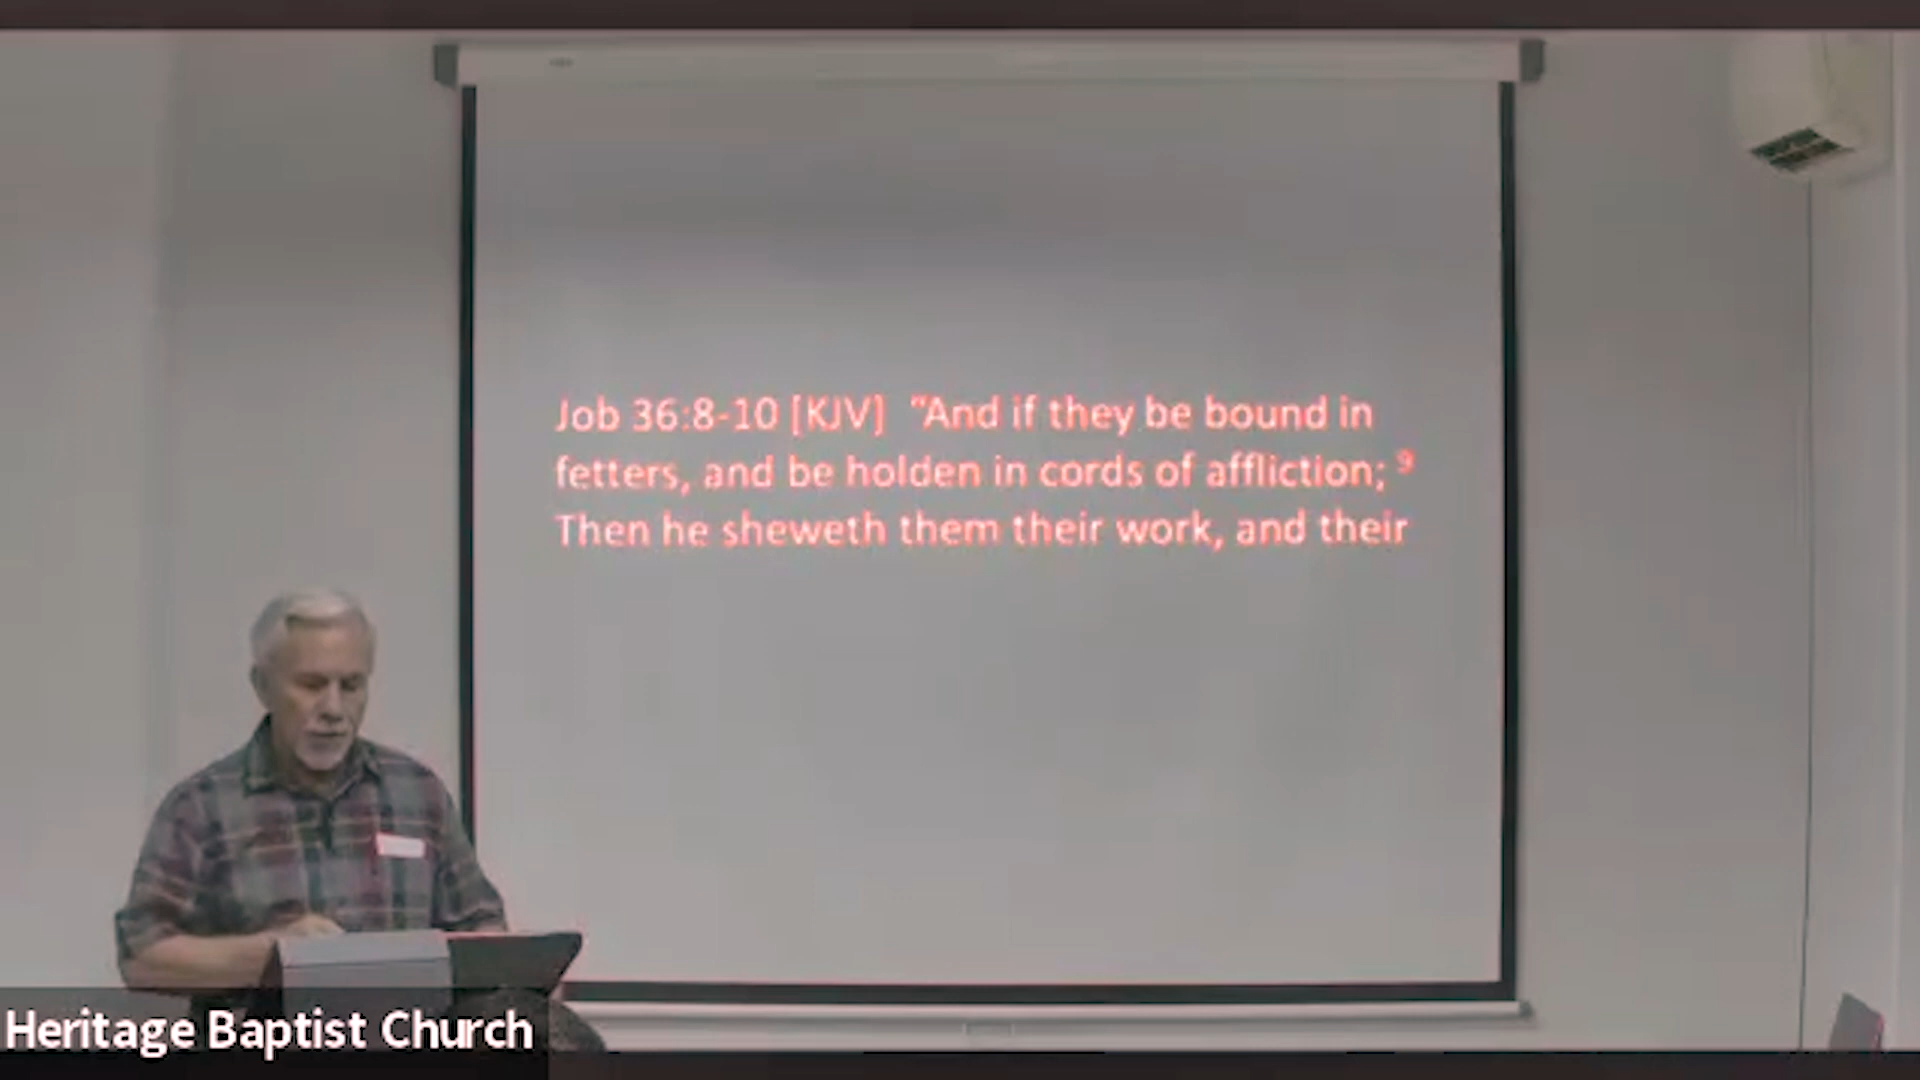 Job 36:8-10 [KJV]  "And if they be bound in
fetters, and be holden in cords of affliction; ⁹
Then he sheweth them their work, and their
Heritage Baptist Church